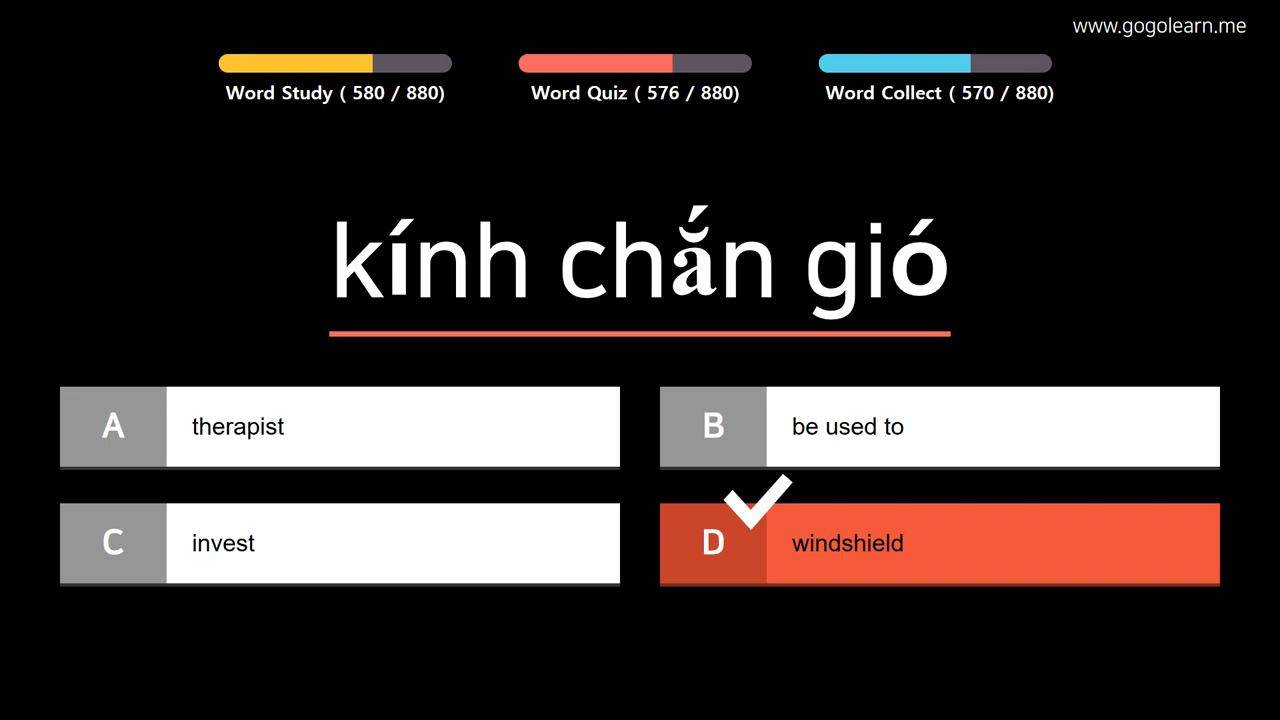 www.gogolearn.me
Word Study ( 580 / 880)
Word Quiz ( 576 / 880)
Word Collect ( 570 / 880)
kính chắn gió
A therapist
B be used to
C invest
D windshield